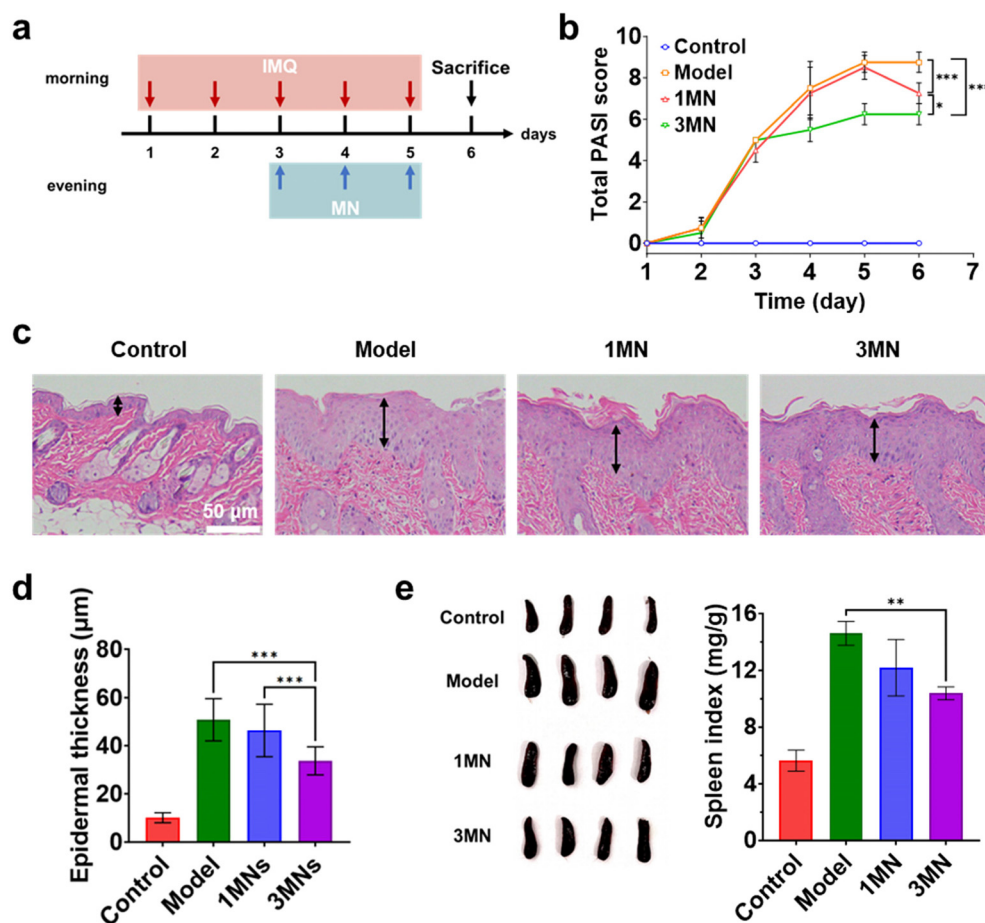 a
morning
IMQ
Sacrifice
1 2 3 4 5 6 days
evening
MN
b
Total PASI score
10
8
6
4
2
0
Control
Model
1MN
3MN
***
*
***
1 2 3 4 5 6 7
Time (day)
c
Control Model 1MN 3MN
50 μm
d
Epidermal thickness (μm)
80
60
40
20
0
***
***
Control Model 1MNs 3MNs
e
Control
Model
1MN
3MN
Spleen index (mg/g)
16
12
8
4
0
**
Control Model 1MN 3MN